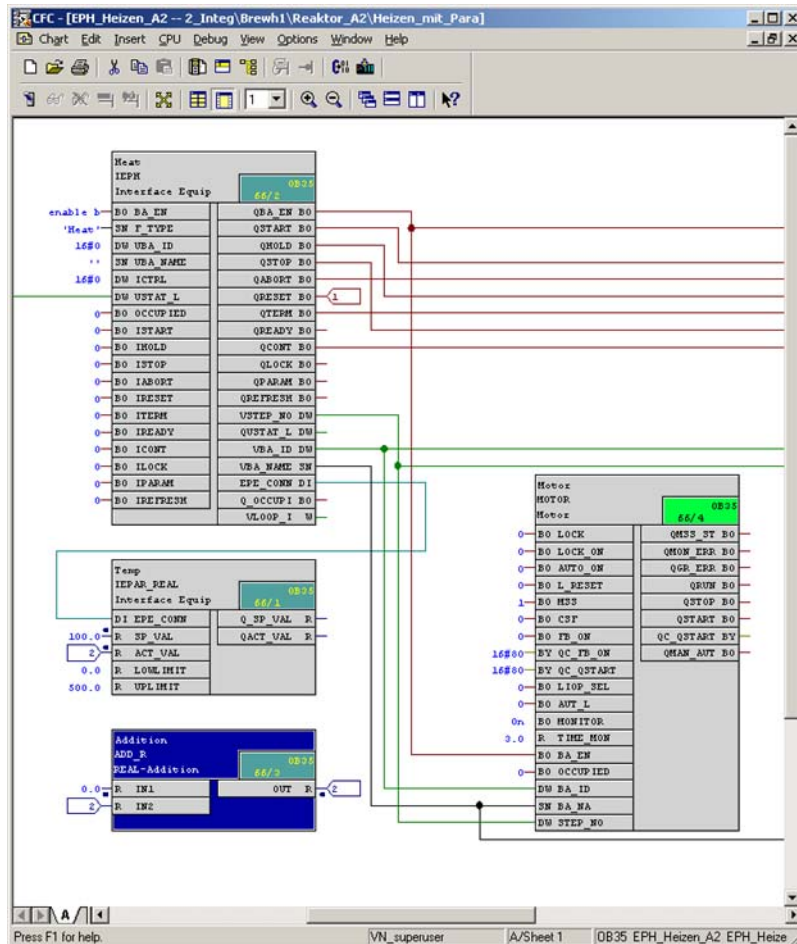 CFC - [EPH_Heizen_A2 -- 2_Integ\Brewh1\Reaktor_A2\Heizen_mit_Para]
Chart Edit Insert CPU Debug View Options Window Help
1
Heat
IEPH
Interface Equip
OB35
66/2
enable b BO BA_EN QBA_EN BO
'Heat' SN F_TYPE QSTART BO
16#0 DW UBA_ID QHOLD BO
'' SN UBA_NAME QSTOP BO
16#0 DW ICTRL QABORT BO
DW USTAT_L QRESET BO 1
0 BO OCCUPIED QTERM BO
0 BO ISTART QREADY BO
0 BO IHOLD QCONT BO
0 BO ISTOP QLOCK BO
0 BO IABORT QPARAM BO
0 BO IRESET QREFRESH BO
0 BO ITERM VSTEP_NO DW
0 BO IREADY QUSTAT_L DW
0 BO ICONT VBA_ID DW
0 BO ILOCK VBA_NAME SN
0 BO IPARAM EPE_CONN DI
0 BO IREFRESH Q_OCCUPI BO
VLOOP_I W
Temp
IEPAR_REAL
Interface Equip
OB35
66/1
DI EPE_CONN Q_SP_VAL R
100.0 R SP_VAL QACT_VAL R
2 R ACT_VAL
0.0 R LOWLIMIT
500.0 R UPLIMIT
Addition
ADD_R
REAL-Addition
OB35
66/3
0.0 R IN1 OUT R 2
2 R IN2
Motor
MOTOR
Motor
OB35
66/4
0 BO LOCK QMSS_ST BO
0 BO LOCK_ON QMON_ERR BO
0 BO AUTO_ON QGR_ERR BO
0 BO L_RESET QRUN BO
1 BO MSS QSTOP BO
0 BO CSF QSTART BO
0 BO FB_ON QC_QSTART BY
16#80 BY QC_FB_ON QMAN_AUT BO
16#80 BY QC_QSTART
0 BO LIOP_SEL
0 BO AUT_L
On BO MONITOR
3.0 R TIME_MON
BO BA_EN
0 BO OCCUPIED
DW BA_ID
SN BA_NA
DW STEP_NO
A
Press F1 for help. VN_superuser A/Sheet 1 OB35 EPH_Heizen_A2 EPH_Heize